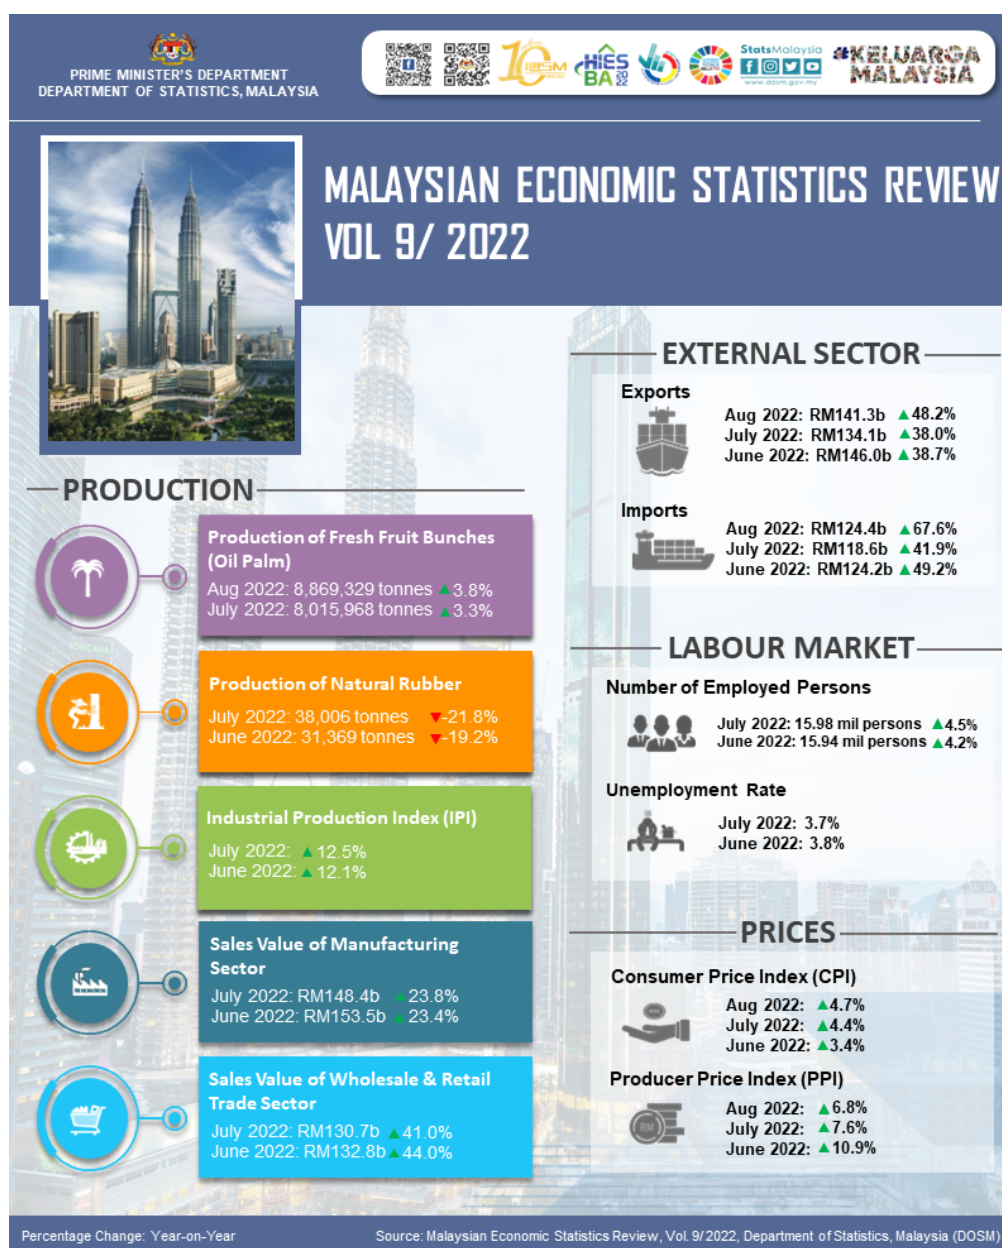 PRIME MINISTER'S DEPARTMENT
DEPARTMENT OF STATISTICS, MALAYSIA
StatsMalaysia
www.dosm.gov.my
#KELUARGA
MALAYSIA
MALAYSIAN ECONOMIC STATISTICS REVIEW
VOL 9/ 2022
PRODUCTION
Production of Fresh Fruit Bunches
(Oil Palm)
Aug 2022: 8,869,329 tonnes ▲3.8%
July 2022: 8,015,968 tonnes ▲3.3%
Production of Natural Rubber
July 2022: 38,006 tonnes ▼-21.8%
June 2022: 31,369 tonnes ▼-19.2%
Industrial Production Index (IPI)
July 2022: ▲12.5%
June 2022: ▲12.1%
Sales Value of Manufacturing
Sector
July 2022: RM148.4b ▲23.8%
June 2022: RM153.5b ▲23.4%
Sales Value of Wholesale & Retail
Trade Sector
July 2022: RM130.7b ▲41.0%
June 2022: RM132.8b ▲44.0%
EXTERNAL SECTOR
Exports
Aug 2022: RM141.3b ▲48.2%
July 2022: RM134.1b ▲38.0%
June 2022: RM146.0b ▲38.7%
Imports
Aug 2022: RM124.4b ▲67.6%
July 2022: RM118.6b ▲41.9%
June 2022: RM124.2b ▲49.2%
LABOUR MARKET
Number of Employed Persons
July 2022: 15.98 mil persons ▲4.5%
June 2022: 15.94 mil persons ▲4.2%
Unemployment Rate
July 2022: 3.7%
June 2022: 3.8%
PRICES
Consumer Price Index (CPI)
Aug 2022: ▲4.7%
July 2022: ▲4.4%
June 2022: ▲3.4%
Producer Price Index (PPI)
RM
Aug 2022: ▲6.8%
July 2022: ▲7.6%
June 2022: ▲10.9%
Percentage Change: Year-on-Year
Source: Malaysian Economic Statistics Review, Vol. 9/ 2022, Department of Statistics, Malaysia (DOSM)